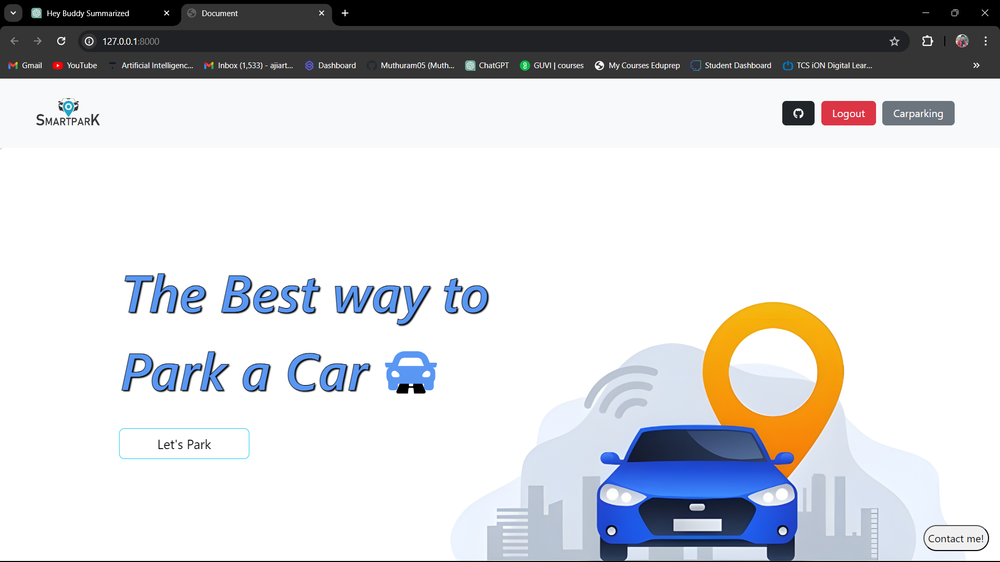 Hey Buddy Summarized
Document
127.0.0.1:8000
Gmail
YouTube
Artificial Intelligenc...
Inbox (1,533) - ajiart...
Dashboard
Muthuram05 (Muth...
ChatGPT
GUVI | courses
My Courses Eduprep
Student Dashboard
TCS iON Digital Lear...
SMARTPARK
Logout
Carparking
The Best way to
Park a Car
Let's Park
Contact me!